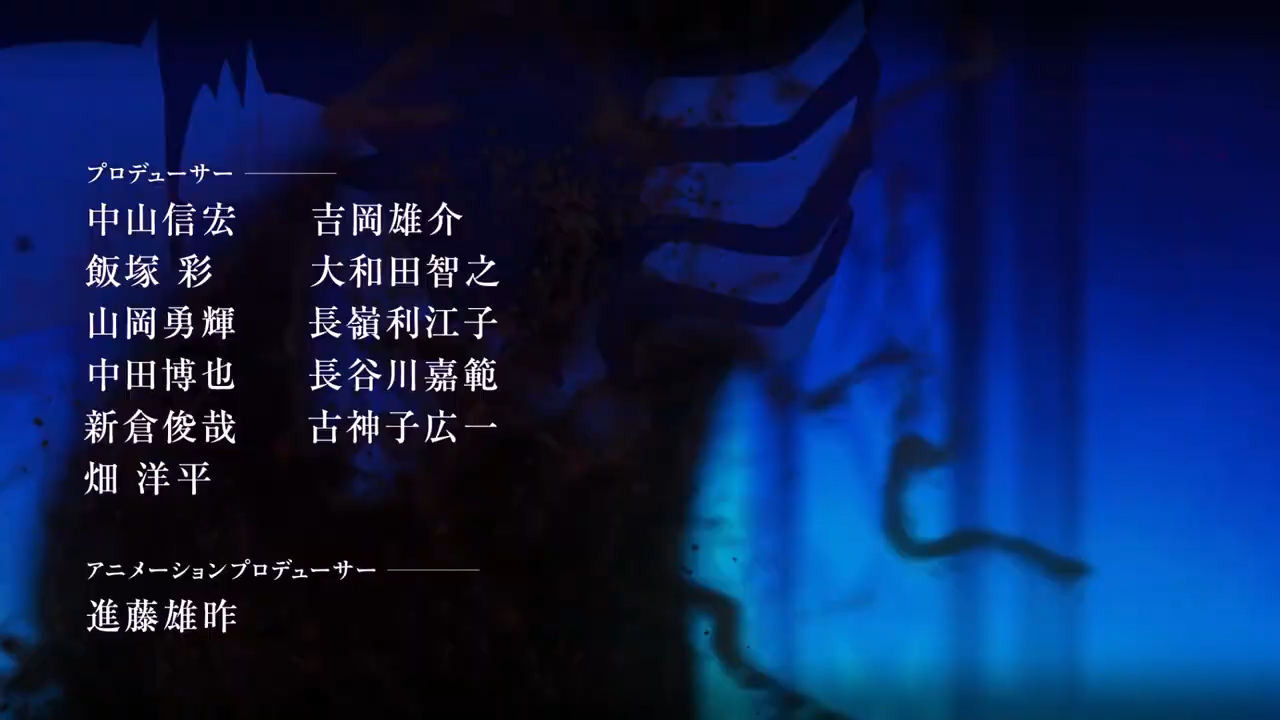 プロデューサー
中山信宏 吉岡雄介
飯塚 彩 大和田智之
山岡勇輝 長嶺利江子
中田博也 長谷川嘉範
新倉俊哉 古神子広一
畑 洋平
アニメーションプロデューサー
進藤雄昨